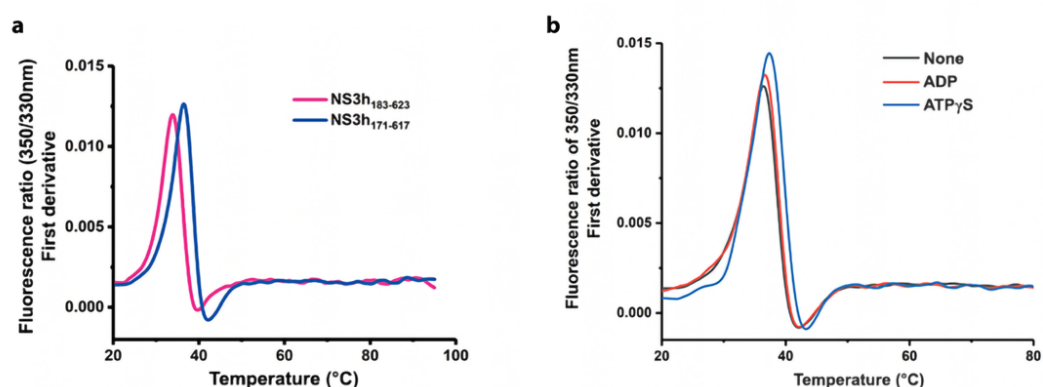 a
Fluorescence ratio (350/330nm)
First derivative
0.015
0.010
0.005
0.000
20
40
60
80
100
Temperature (°C)
NS3h183-623
NS3h171-617
b
Fluorescence ratio of 350/330nm
First derivative
0.015
0.010
0.005
0.000
20
40
60
80
Temperature (°C)
None
ADP
ATPγS